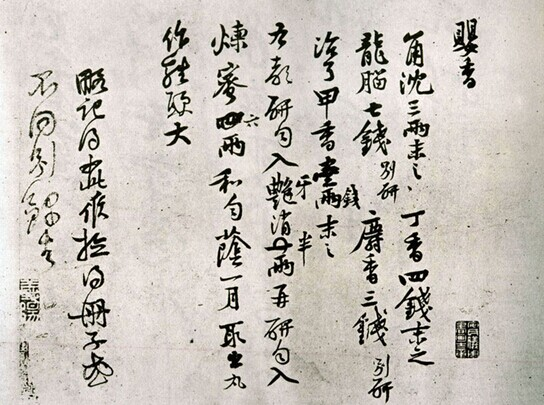 嬰香
角沈三兩末之丁香四錢末之
龍腦七錢別研麝香三錢別研
治了甲香壹兩錢末之
右都研勻入艷牙消半兩再研勻入
煉蜜四六兩和勻蔭一月取出丸
作雞頭大
略記得如此候檢得冊子或
不同別錄去